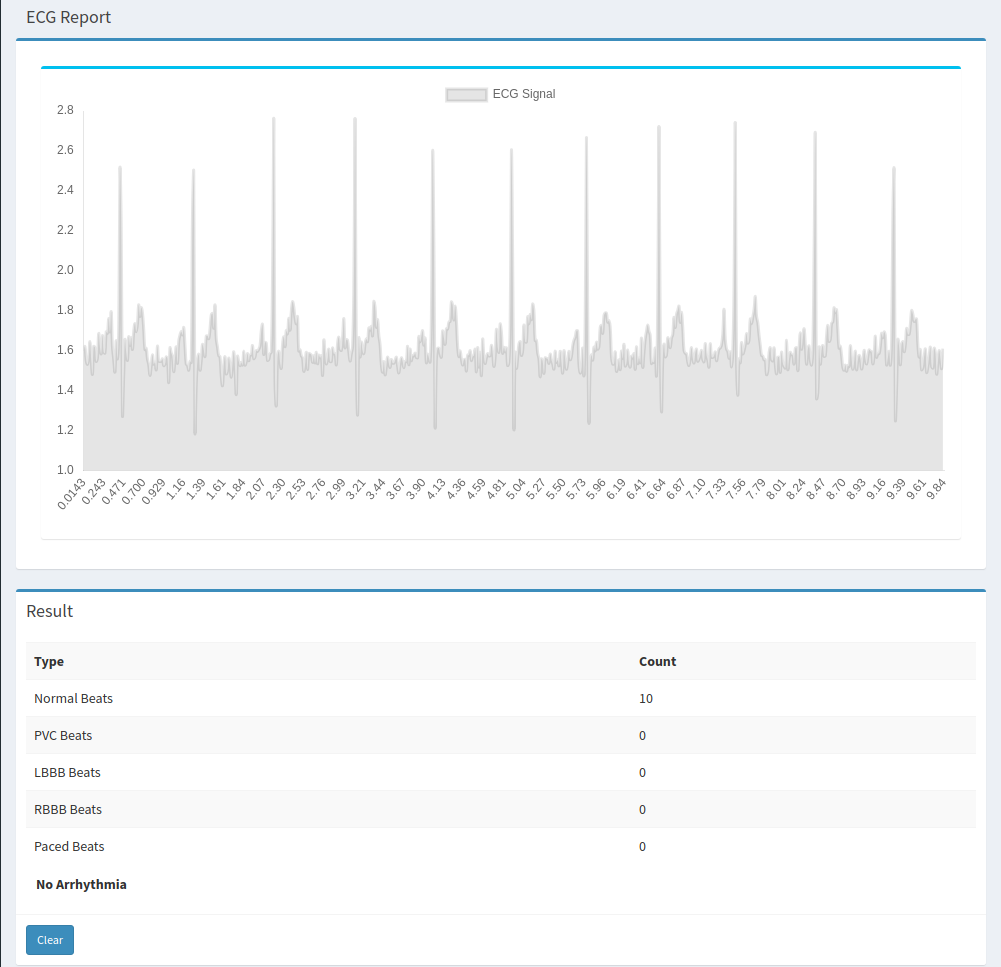 ECG Report
ECG Signal
2.8
2.6
2.4
2.2
2.0
1.8
1.6
1.4
1.2
1.0
0.0143 0.243 0.471 0.700 0.929 1.16 1.39 1.61 1.84 2.07 2.30 2.53 2.76 2.99 3.21 3.44 3.67 3.90 4.13 4.36 4.59 4.81 5.04 5.27 5.50 5.73 5.96 6.19 6.41 6.64 6.87 7.10 7.33 7.56 7.79 8.01 8.24 8.47 8.70 8.93 9.16 9.39 9.61 9.84
Result
Type Count
Normal Beats 10
PVC Beats 0
LBBB Beats 0
RBBB Beats 0
Paced Beats 0
No Arrhythmia
Clear